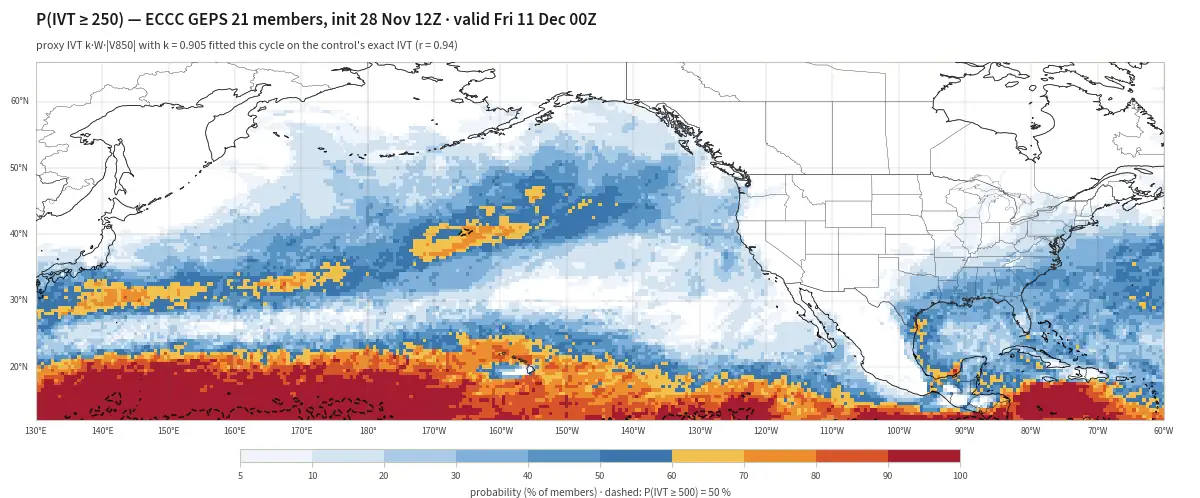 P(IVT ≥ 250) — ECCC GEPS 21 members, init 28 Nov 12Z · valid Fri 11 Dec 00Z
proxy IVT k·W·|V850| with k = 0.905 fitted this cycle on the control's exact IVT (r = 0.94)
60°N
50°N
40°N
30°N
20°N
130°E 140°E 150°E 160°E 170°E 180° 170°W 160°W 150°W 140°W 130°W 120°W 110°W 100°W 90°W 80°W 70°W 60°W
5 10 20 30 40 50 60 70 80 90 100
probability (% of members) · dashed: P(IVT ≥ 500) = 50 %